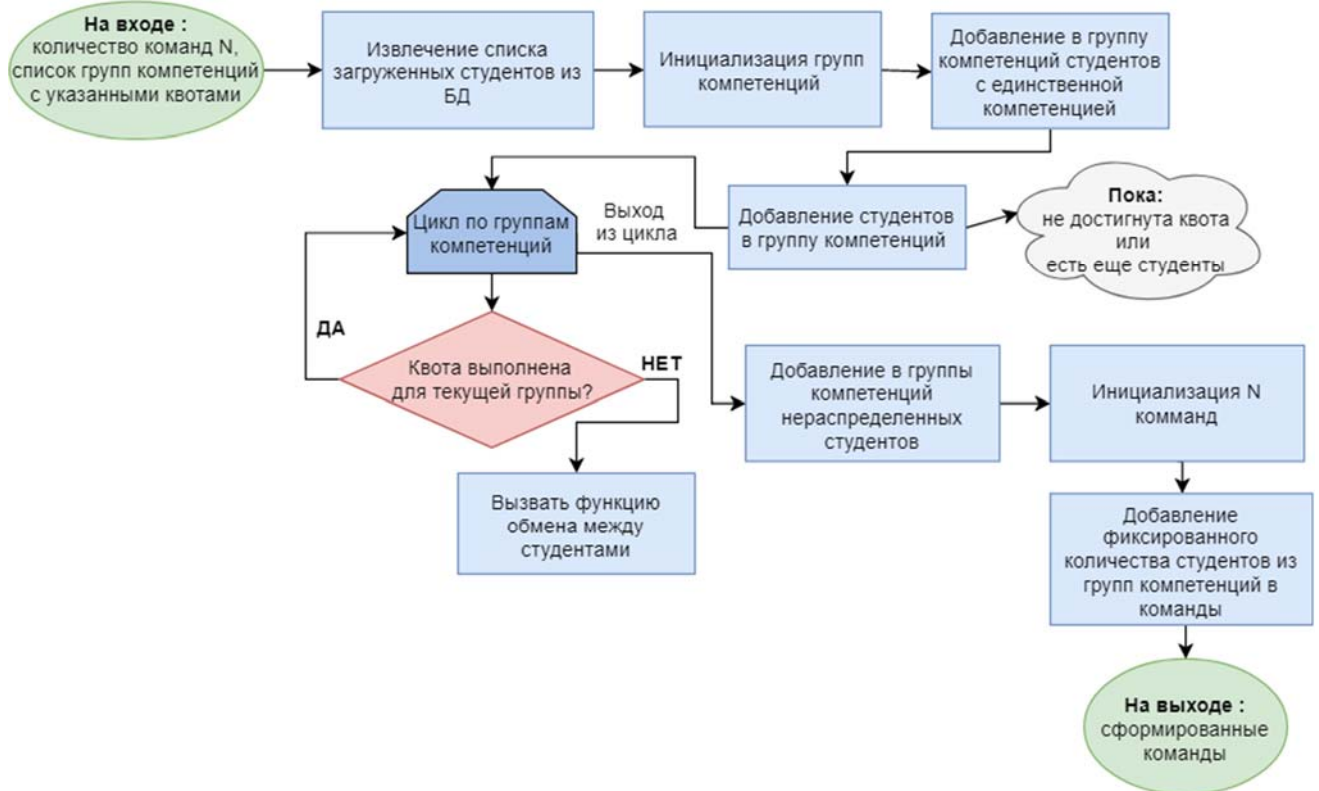 На входе :
количество команд N,
список групп компетенций
с указанными квотами
Извлечение списка
загруженных студентов из
БД
Инициализация групп
компетенций
Добавление в группу
компетенций студентов
с единственной
компетенцией
Цикл по группам
компетенций
Выход
из цикла
Добавление студентов
в группу компетенций
Пока:
не достигнута квота
или
есть еще студенты
ДА
Квота выполнена
для текущей группы?
НЕТ
Вызвать функцию
обмена между
студентами
Добавление в группы
компетенций
нераспределенных
студентов
Инициализация N
комманд
Добавление
фиксированного
количества студентов из
групп компетенций в
команды
На выходе :
сформированные
команды